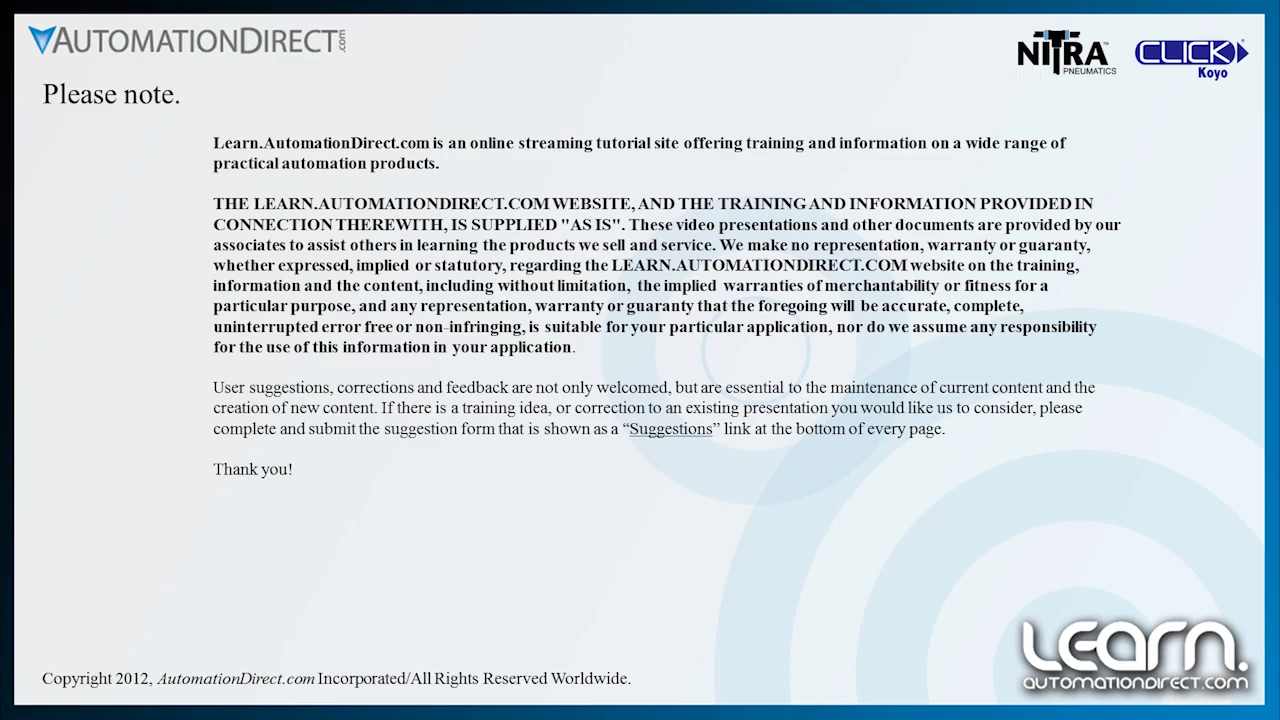 AUTOMATIONDIRECT.com
NITRA™
PNEUMATICS
CLICK®
Koyo
Please note.
Learn.AutomationDirect.com is an online streaming tutorial site offering training and information on a wide range of
practical automation products.
THE LEARN.AUTOMATIONDIRECT.COM WEBSITE, AND THE TRAINING AND INFORMATION PROVIDED IN
CONNECTION THEREWITH, IS SUPPLIED "AS IS". These video presentations and other documents are provided by our
associates to assist others in learning the products we sell and service. We make no representation, warranty or guaranty,
whether expressed, implied or statutory, regarding the LEARN.AUTOMATIONDIRECT.COM website on the training,
information and the content, including without limitation, the implied warranties of merchantability or fitness for a
particular purpose, and any representation, warranty or guaranty that the foregoing will be accurate, complete,
uninterrupted error free or non-infringing, is suitable for your particular application, nor do we assume any responsibility
for the use of this information in your application.
User suggestions, corrections and feedback are not only welcomed, but are essential to the maintenance of current content and the
creation of new content. If there is a training idea, or correction to an existing presentation you would like us to consider, please
complete and submit the suggestion form that is shown as a “Suggestions” link at the bottom of every page.
Thank you!
Copyright 2012, AutomationDirect.com Incorporated/All Rights Reserved Worldwide.
LEARN.
AUTOMATIONDIRECT.COM